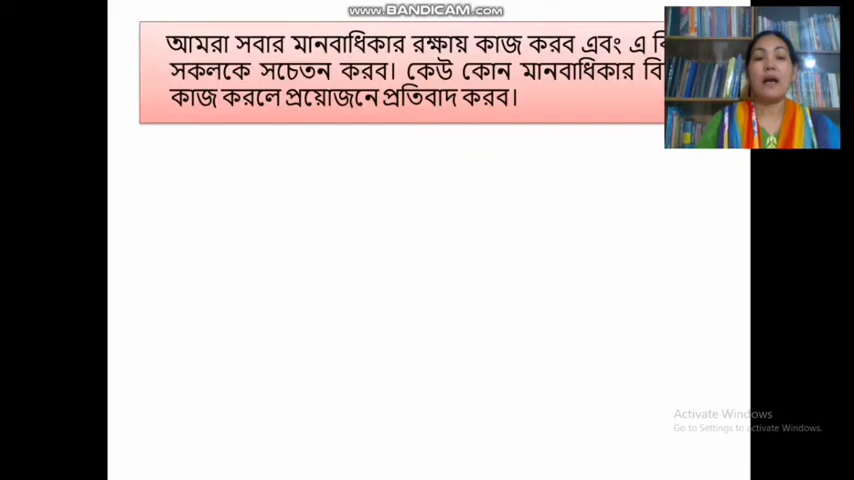 www.BANDICAM.com
আমরা সবার মানবাধিকার রক্ষায় কাজ করব এবং এ
সকলকে সচেতন করব। কেউ কোন মানবাধিকার
কাজ করলে প্রয়োজনে প্রতিবাদ করব।
Activate Windows
Go to Settings to activate Windows.